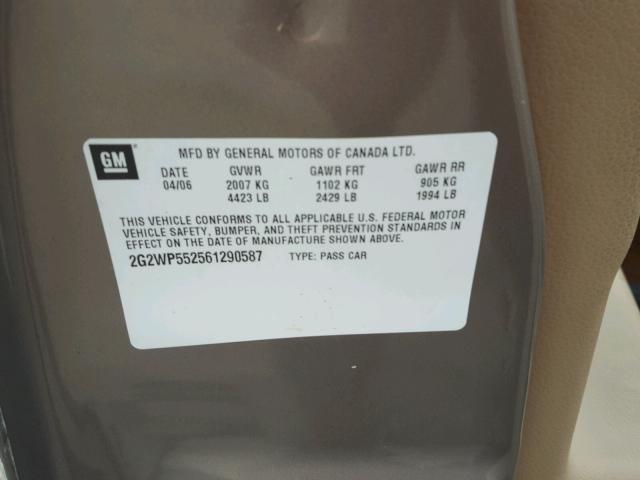 GM
MFD BY GENERAL MOTORS OF CANADA LTD.
DATE GVWR GAWR FRT GAWR RR
04/06 2007 KG 1102 KG 905 KG
4423 LB 2429 LB 1994 LB
THIS VEHICLE CONFORMS TO ALL APPLICABLE U.S. FEDERAL MOTOR
VEHICLE SAFETY, BUMPER, AND THEFT PREVENTION STANDARDS IN
EFFECT ON THE DATE OF MANUFACTURE SHOWN ABOVE.
2G2WP552561290587 TYPE: PASS CAR